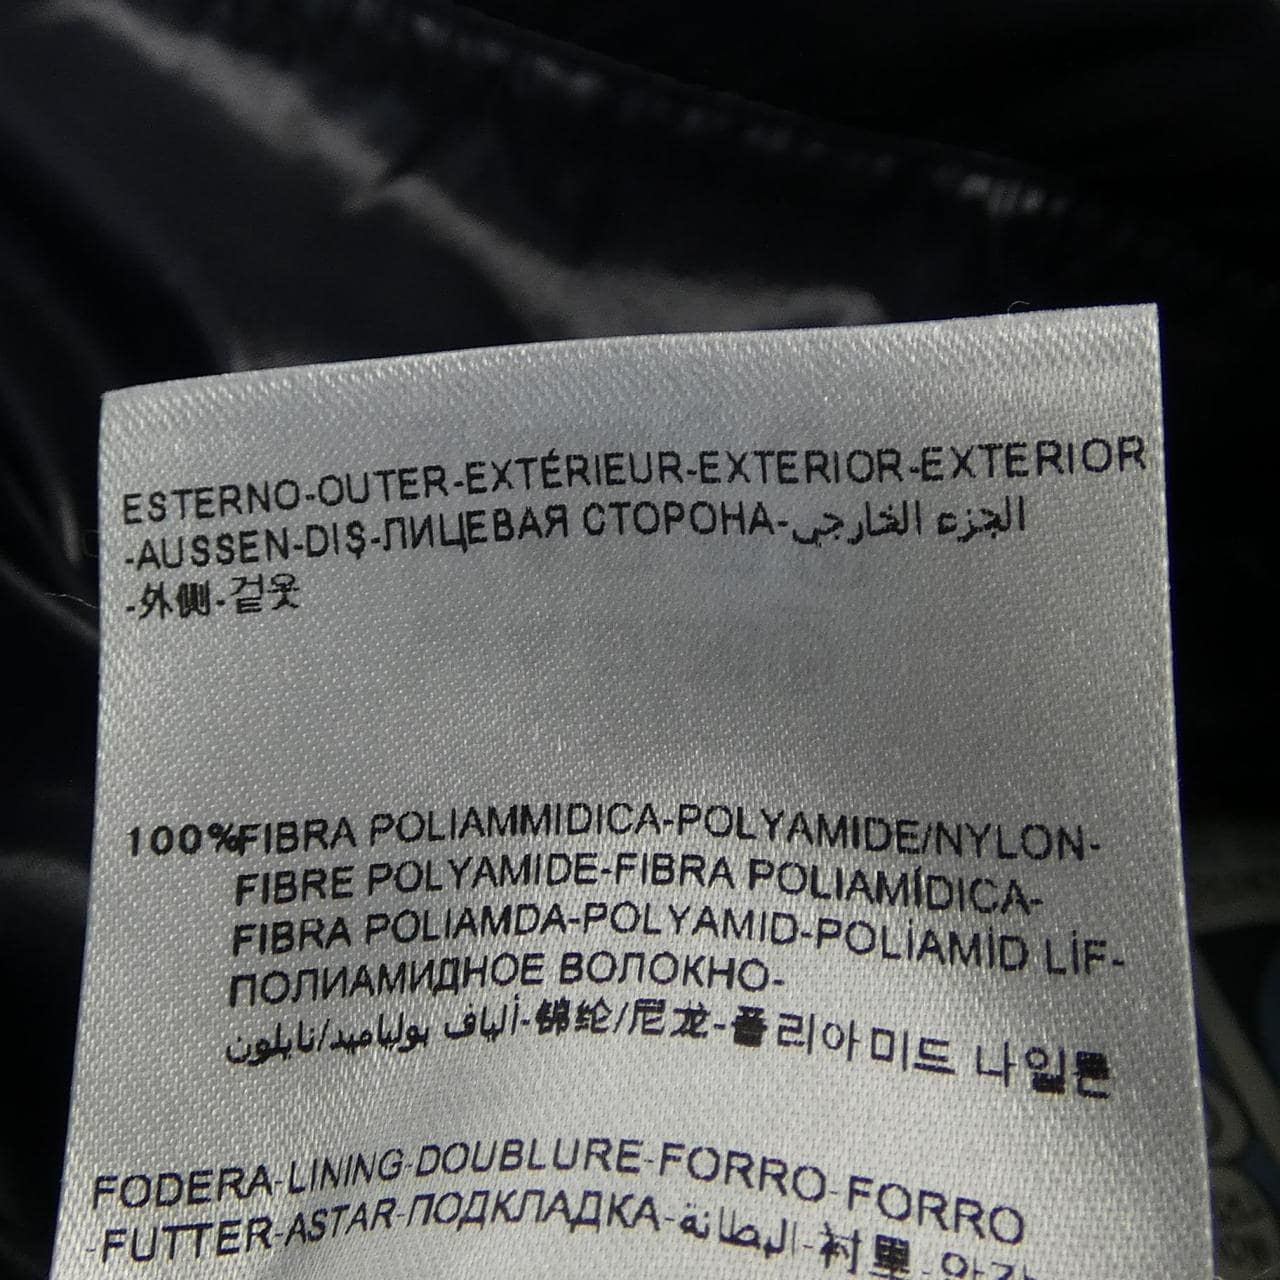 ESTERNO-OUTER-EXTÉRIEUR-EXTERIOR-EXTERIOR
-AUSSEN-DIŞ-ЛИЦЕВАЯ СТОРОНА-الجزء الخارجي
-外侧-겉옷
100%FIBRA POLIAMMIDICA-POLYAMIDE/NYLON-
FIBRE POLYAMIDE-FIBRA POLIAMÍDICA-
FIBRA POLIAMDA-POLYAMID-POLİAMİD LİF-
ПОЛИАМИДНОЕ ВОЛОКНО-
ألياف بولياميد/نايلون-锦纶/尼龙-폴리아미드 나일론
FODERA-LINING-DOUBLURE-FORRO-FORRO
-FUTTER-ASTAR-ПОДКЛАДКА-البطانة-衬里-안감